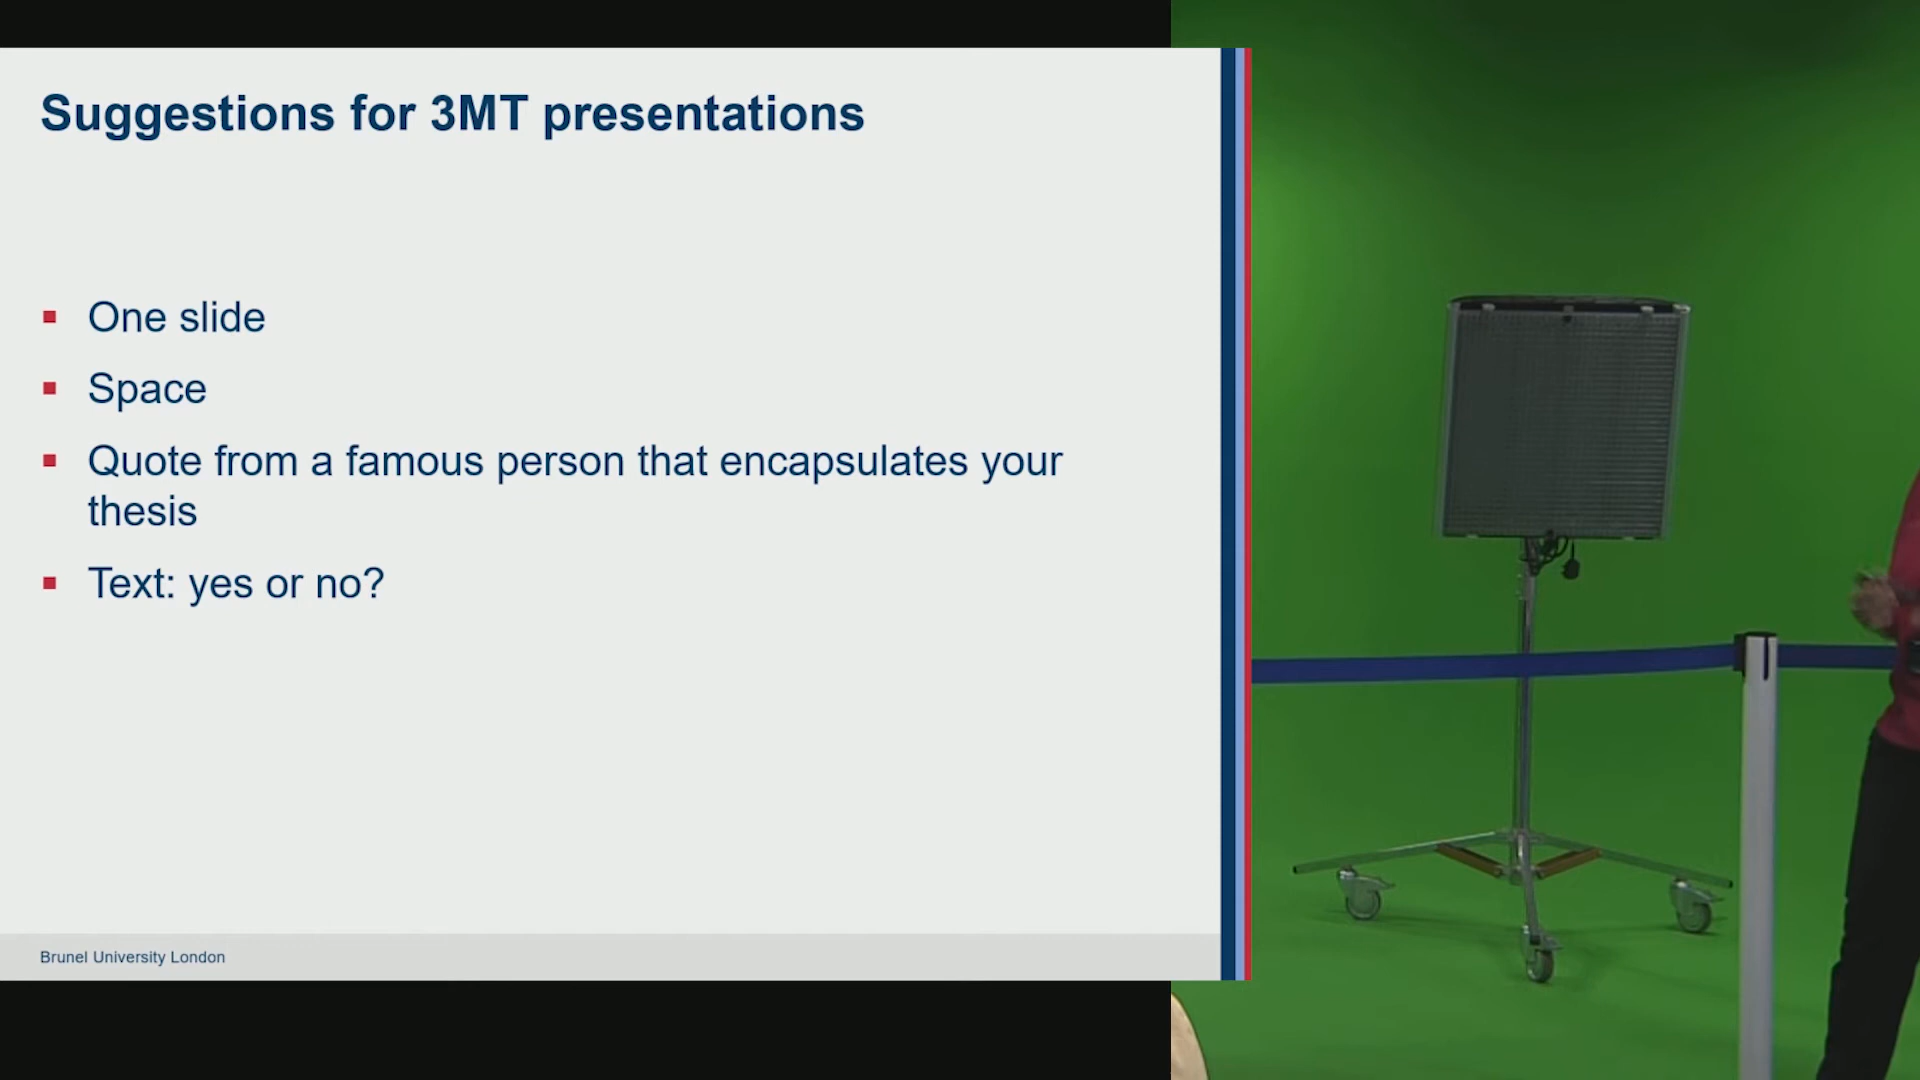 Suggestions for 3MT presentations
One slide
Space
Quote from a famous person that encapsulates your
thesis
Text: yes or no?
Brunel University London